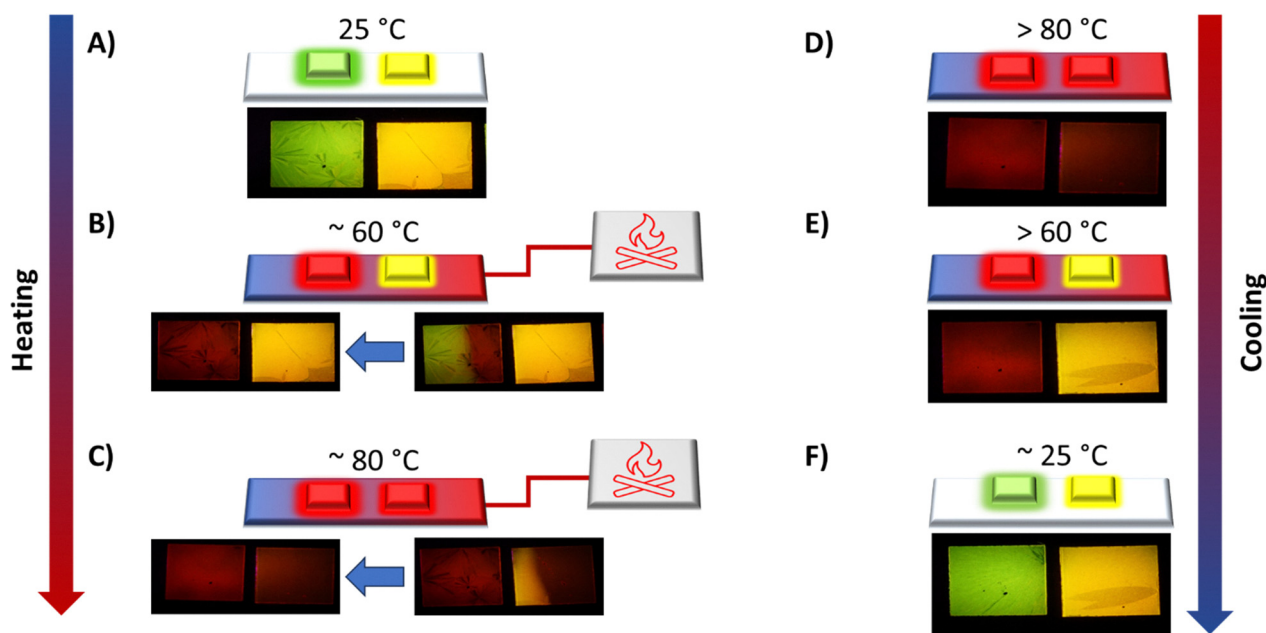 Heating
A)
25 °C
B)
~ 60 °C
C)
~ 80 °C
D)
> 80 °C
E)
> 60 °C
F)
~ 25 °C
Cooling